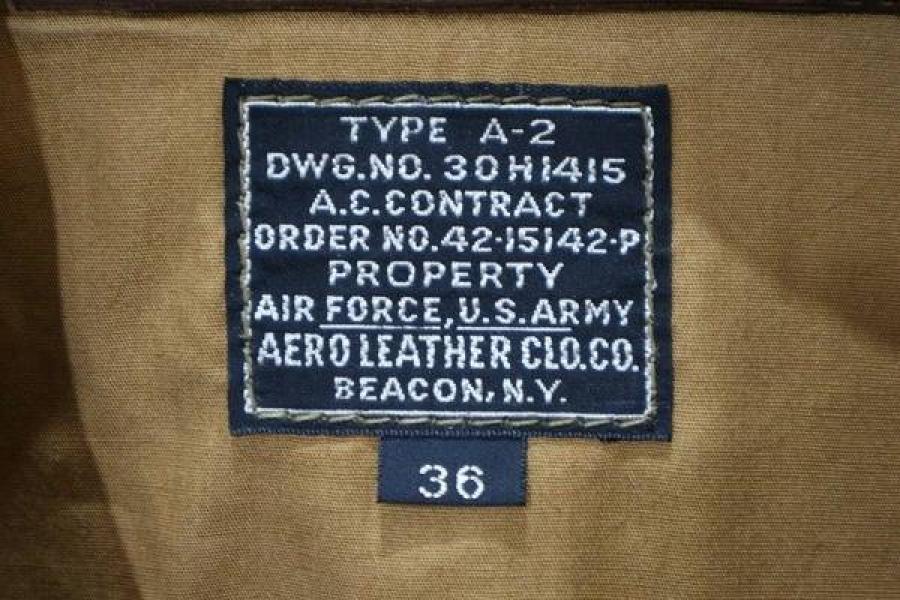 TYPE A-2
DWG.NO. 30H1415
A.C.CONTRACT
ORDER NO.42-15142-P
PROPERTY
AIR FORCE, U.S.ARMY
AERO LEATHER CLO.CO.
BEACON, N.Y.
36